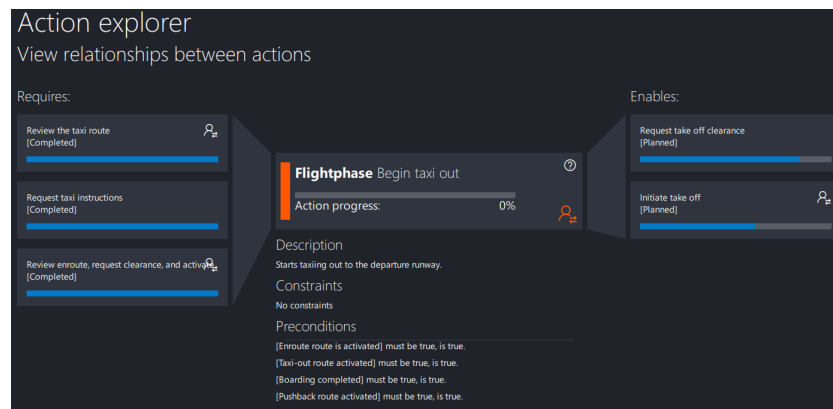 Action explorer
View relationships between actions
Requires:
Review the taxi route
[Completed]
Request taxi instructions
[Completed]
Review enroute, request clearance, and activate
[Completed]
Flightphase Begin taxi out
Action progress: 0%
Description
Starts taxiing out to the departure runway.
Constraints
No constraints
Preconditions
[Enroute route is activated] must be true, is true.
[Taxi-out route activated] must be true, is true.
[Boarding completed] must be true, is true.
[Pushback route activated] must be true, is true.
Enables:
Request take off clearance
[Planned]
Initiate take off
[Planned]